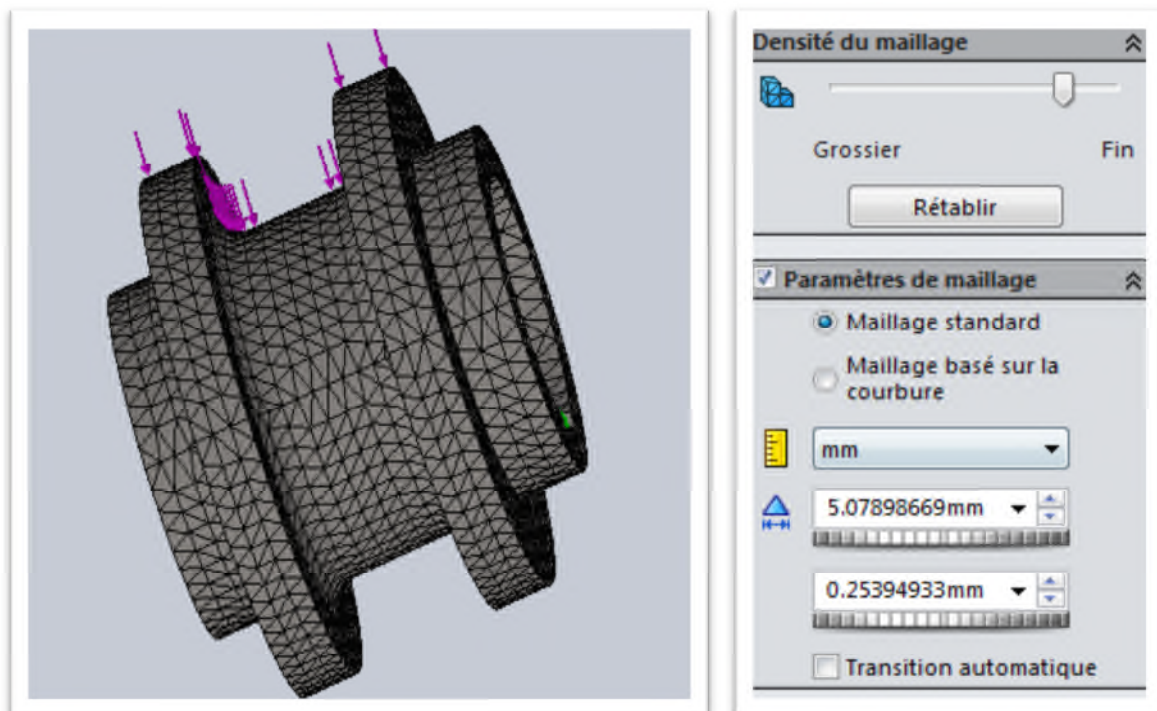 Densité du maillage
Grossier Fin
Rétablir
Paramètres de maillage
Maillage standard
Maillage basé sur la
courbure
mm
5.07898669mm
0.25394933mm
Transition automatique